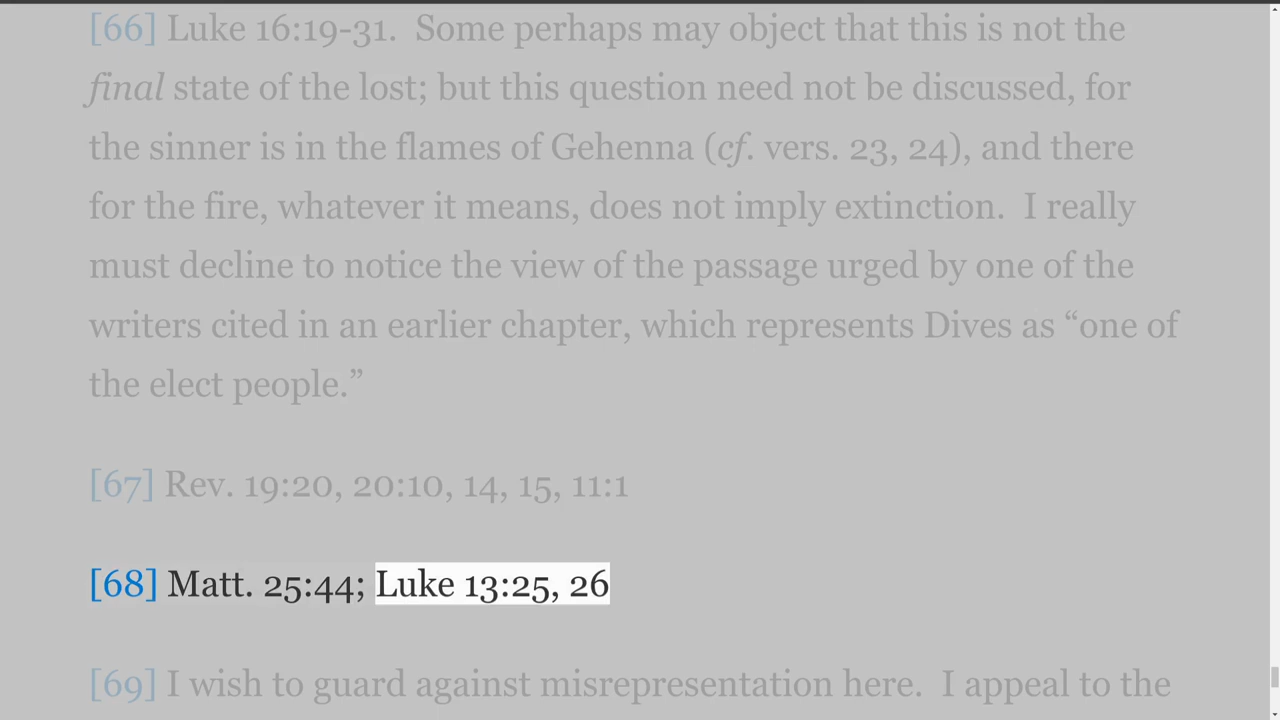 [66] Luke 16:19-31.  Some perhaps may object that this is not the
final state of the lost; but this question need not be discussed, for
the sinner is in the flames of Gehenna (cf. vers. 23, 24), and there
for the fire, whatever it means, does not imply extinction.  I really
must decline to notice the view of the passage urged by one of the
writers cited in an earlier chapter, which represents Dives as “one of
the elect people.”
[67] Rev. 19:20, 20:10, 14, 15, 11:1
[68] Matt. 25:44; Luke 13:25, 26
[69] I wish to guard against misrepresentation here.  I appeal to the